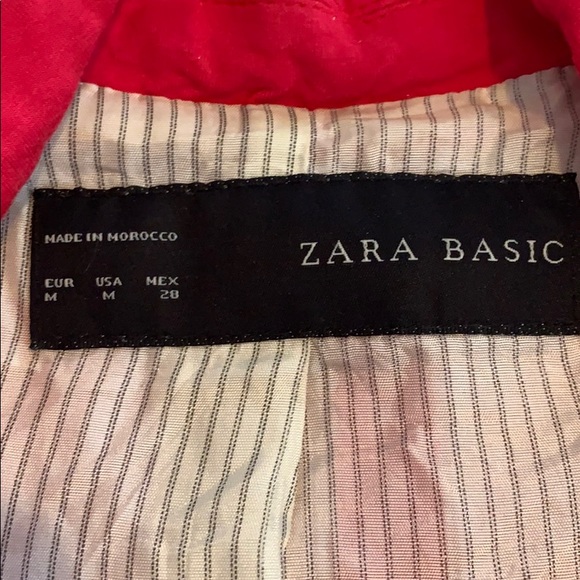 MADE IN MOROCCO
ZARA BASIC
EUR USA MEX
M M 28